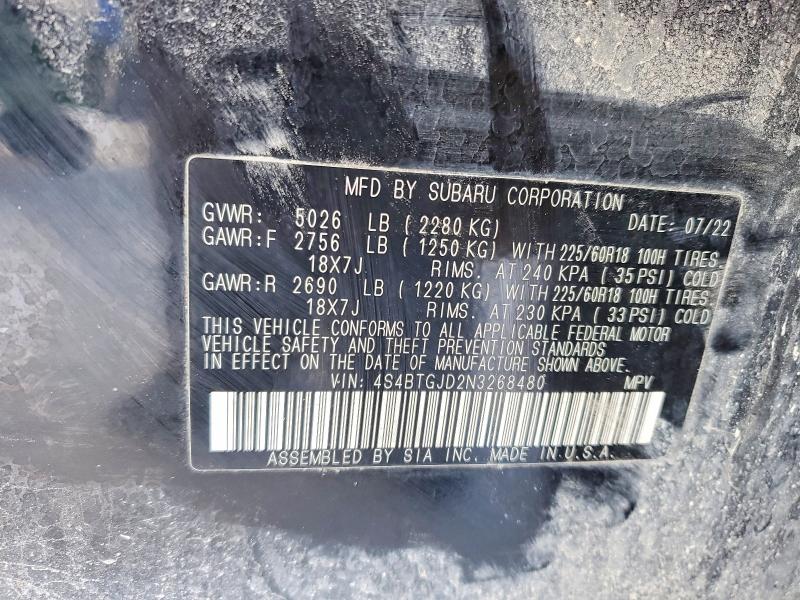 MFD BY SUBARU CORPORATION
GVWR: 5026 LB ( 2280 KG) DATE: 07/22
GAWR:F 2756 LB ( 1250 KG) WITH 225/60R18 100H TIRES
18X7J RIMS. AT 240 KPA ( 35 PSI) COLD
GAWR:R 2690 LB ( 1220 KG) WITH 225/60R18 100H TIRES
18X7J RIMS. AT 230 KPA ( 33 PSI) COLD
THIS VEHICLE CONFORMS TO ALL APPLICABLE FEDERAL MOTOR
VEHICLE SAFETY AND THEFT PREVENTION STANDARDS
IN EFFECT ON THE DATE OF MANUFACTURE SHOWN ABOVE.
VIN: 4S4BTGJD2N3268480 MPV
ASSEMBLED BY SIA INC. MADE IN U.S.A.